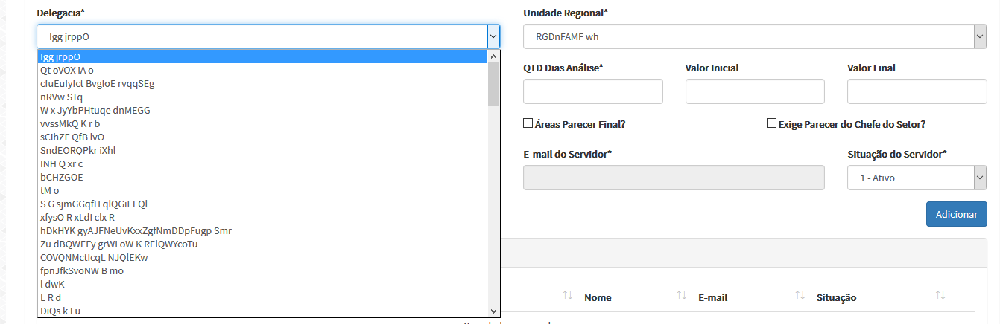 Delegacia*
Unidade Regional*
Igg jrppO
RGDnFAMF wh
Igg jrppO
Qt oVOX iA o
cfuEuIyfct BvgloE rvqqSEg
nRVw STq
W x JyYbPHtuqe dnMEGG
vvssMkQ K r b
sCihZF QfB lvO
SndEORQPkr iXhl
INH Q xr c
bCHZGOE
tM o
S G sjmGGqfH qlQGiEEQl
xfysO R xLdI clx R
hDkHYK gyAJFNeUvKxxZgfNmDDpFugp Smr
Zu dBQWEFy grWI oW K RElQWYcoTu
COVQNMctIcqL NJQlEKw
fpnJfkSvoNW B mo
l dwK
L R d
DiQs k Lu
QTD Dias Análise*
Valor Inicial
Valor Final
Áreas Parecer Final?
Exige Parecer do Chefe do Setor?
E-mail do Servidor*
Situação do Servidor*
1 - Ativo
Adicionar
Nome
E-mail
Situação